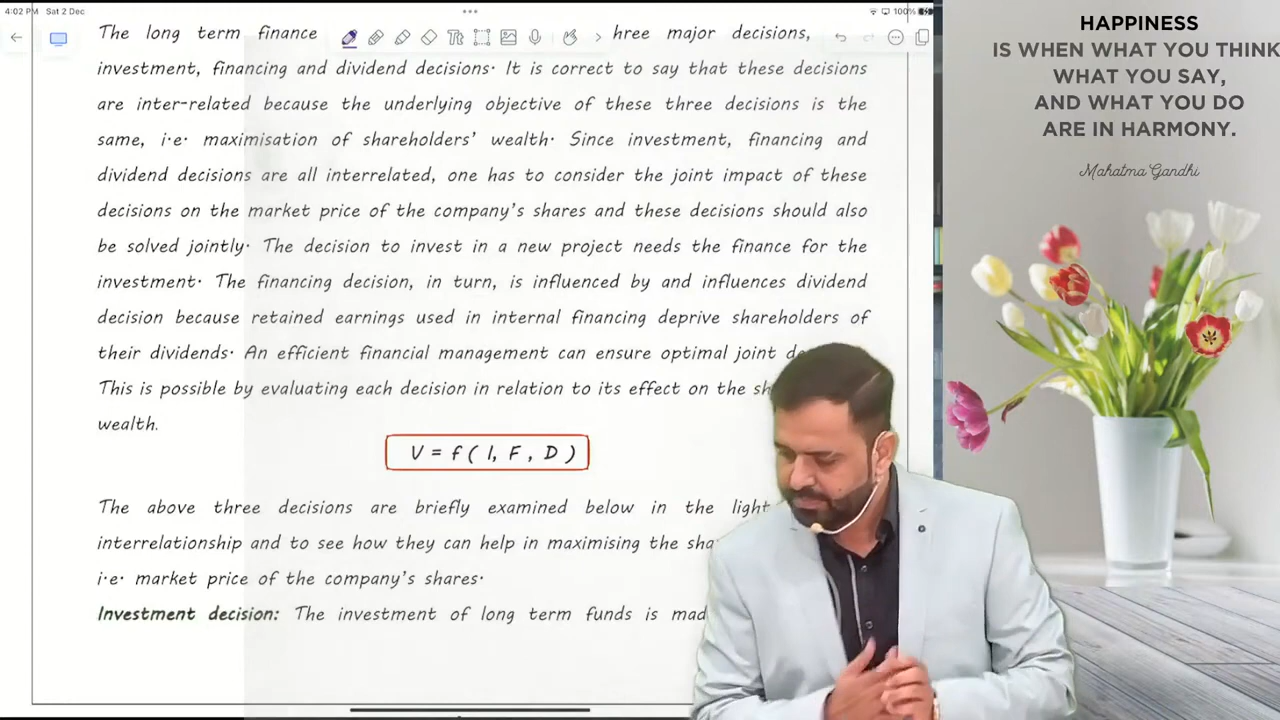 4:02 PM Sat 2 Dec
100%
The long term finance hree major decisions,
investment, financing and dividend decisions· It is correct to say that these decisions
are inter-related because the underlying objective of these three decisions is the
same, i·e· maximisation of shareholders' wealth· Since investment, financing and
dividend decisions are all interrelated, one has to consider the joint impact of these
decisions on the market price of the company's shares and these decisions should also
be solved jointly· The decision to invest in a new project needs the finance for the
investment· The financing decision, in turn, is influenced by and influences dividend
decision because retained earnings used in internal financing deprive shareholders of
their dividends· An efficient financial management can ensure optimal joint
This is possible by evaluating each decision in relation to its effect on the
wealth.
V = f ( I, F , D )
The above three decisions are briefly examined below in the light
interrelationship and to see how they can help in maximising the
i·e· market price of the company's shares·
Investment decision: The investment of long term funds is
HAPPINESS
IS WHEN WHAT YOU THINK
WHAT YOU SAY,
AND WHAT YOU DO
ARE IN HARMONY.
Mahatma Gandhi